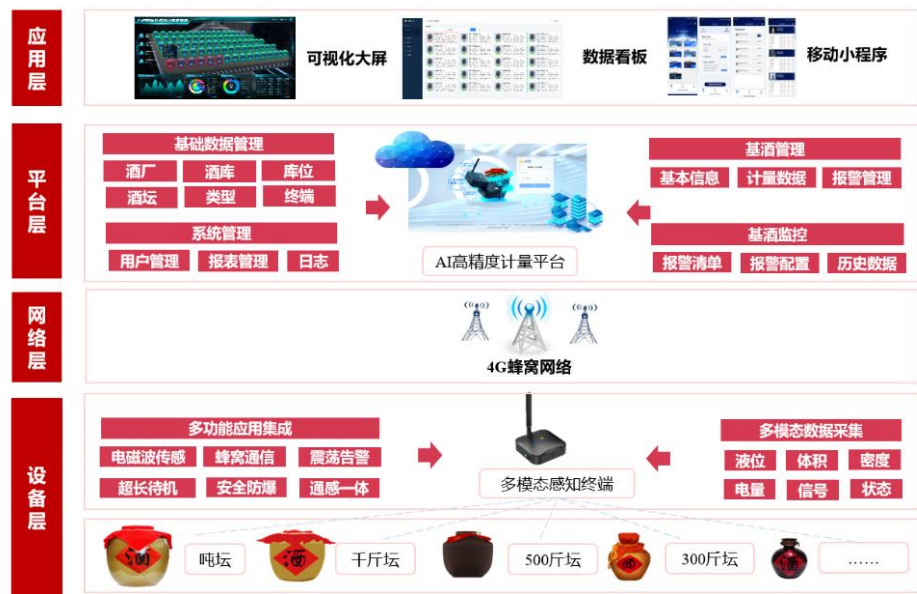 应用层
可视化大屏
数据看板
移动小程序
平台层
基础数据管理
酒厂 酒库 库位
酒坛 类型 终端
系统管理
用户管理 报表管理 日志
AI高精度计量平台
基酒管理
基本信息 计量数据 报警管理
基酒监控
报警清单 报警配置 历史数据
网络层
4G蜂窝网络
设备层
多功能应用集成
电磁波传感 蜂窝通信 震荡告警
超长待机 安全防爆 通感一体
多模态感知终端
多模态数据采集
液位 体积 密度
电量 信号 状态
酒 吨坛
酒 千斤坛
500斤坛
酒 300斤坛
酒 ……